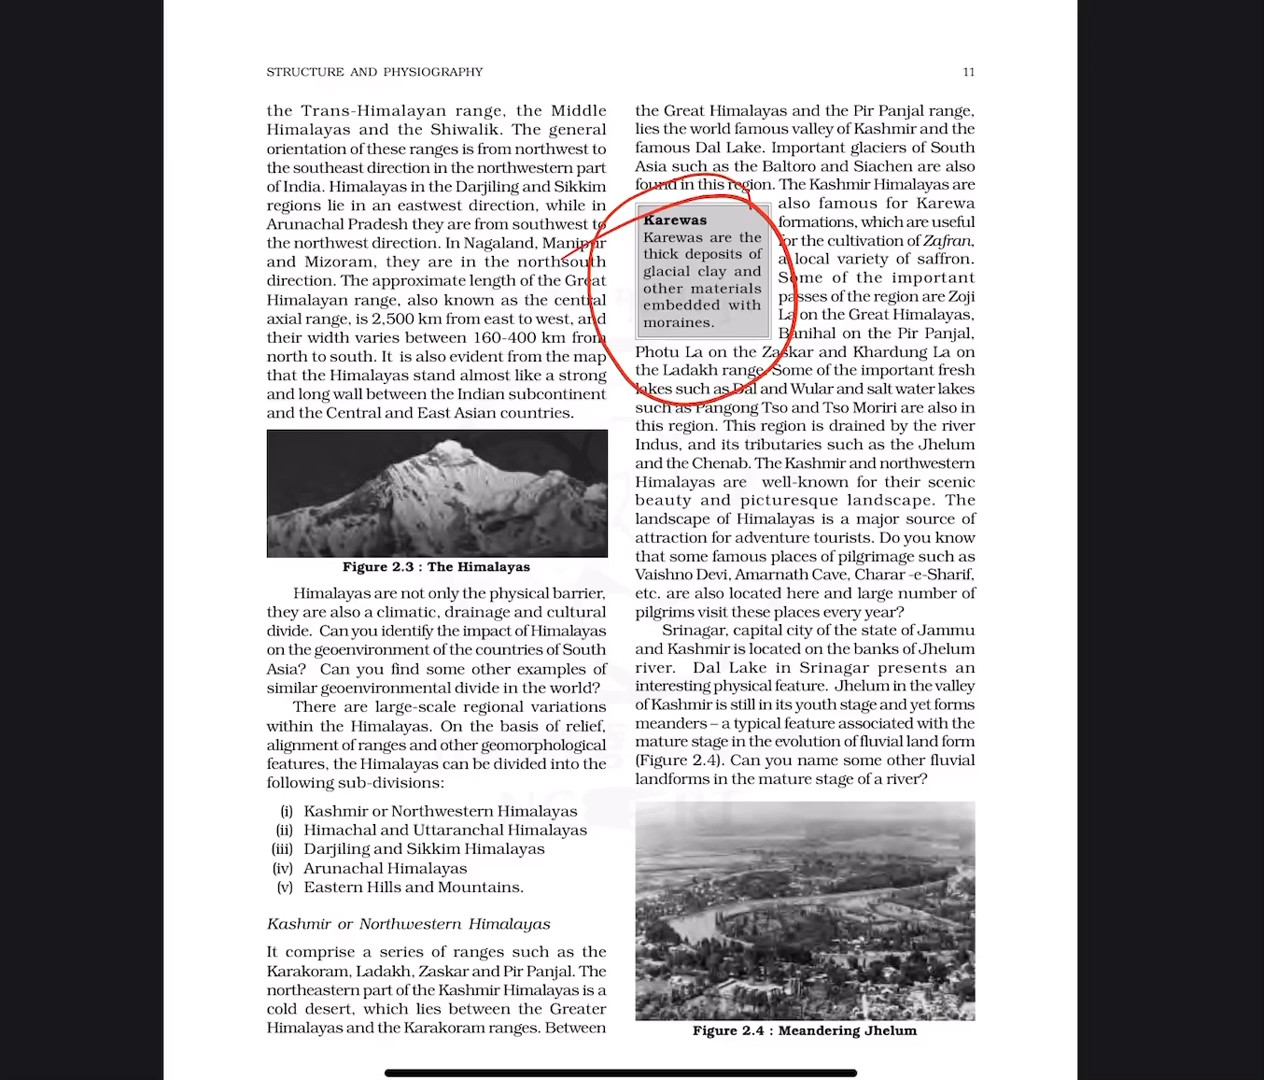 STRUCTURE AND PHYSIOGRAPHY
11
the Trans-Himalayan range, the Middle
Himalayas and the Shiwalik. The general
orientation of these ranges is from northwest to
the southeast direction in the northwestern part
of India. Himalayas in the Darjiling and Sikkim
regions lie in an eastwest direction, while in
Arunachal Pradesh they are from southwest to
the northwest direction. In Nagaland, Manipur
and Mizoram, they are in the northsouth
direction. The approximate length of the Great
Himalayan range, also known as the central
axial range, is 2,500 km from east to west, and
their width varies between 160-400 km from
north to south. It is also evident from the map
that the Himalayas stand almost like a strong
and long wall between the Indian subcontinent
and the Central and East Asian countries.
Figure 2.3 : The Himalayas
Himalayas are not only the physical barrier,
they are also a climatic, drainage and cultural
divide. Can you identify the impact of Himalayas
on the geoenvironment of the countries of South
Asia? Can you find some other examples of
similar geoenvironmental divide in the world?
There are large-scale regional variations
within the Himalayas. On the basis of relief,
alignment of ranges and other geomorphological
features, the Himalayas can be divided into the
following sub-divisions:
(i) Kashmir or Northwestern Himalayas
(ii) Himachal and Uttaranchal Himalayas
(iii) Darjiling and Sikkim Himalayas
(iv) Arunachal Himalayas
(v) Eastern Hills and Mountains.
Kashmir or Northwestern Himalayas
It comprise a series of ranges such as the
Karakoram, Ladakh, Zaskar and Pir Panjal. The
northeastern part of the Kashmir Himalayas is a
cold desert, which lies between the Greater
Himalayas and the Karakoram ranges. Between
the Great Himalayas and the Pir Panjal range,
lies the world famous valley of Kashmir and the
famous Dal Lake. Important glaciers of South
Asia such as the Baltoro and Siachen are also
found in this region. The Kashmir Himalayas are
also famous for Karewa
formations, which are useful
for the cultivation of Zafran,
a local variety of saffron.
Some of the important
passes of the region are Zoji
La on the Great Himalayas,
Banihal on the Pir Panjal,
Karewas
Karewas are the
thick deposits of
glacial clay and
other materials
embedded with
moraines.
Photu La on the Zaskar and Khardung La on
the Ladakh range. Some of the important fresh
lakes such as Dal and Wular and salt water lakes
such as Pangong Tso and Tso Moriri are also in
this region. This region is drained by the river
Indus, and its tributaries such as the Jhelum
and the Chenab. The Kashmir and northwestern
Himalayas are well-known for their scenic
beauty and picturesque landscape. The
landscape of Himalayas is a major source of
attraction for adventure tourists. Do you know
that some famous places of pilgrimage such as
Vaishno Devi, Amarnath Cave, Charar -e-Sharif,
etc. are also located here and large number of
pilgrims visit these places every year?
Srinagar, capital city of the state of Jammu
and Kashmir is located on the banks of Jhelum
river. Dal Lake in Srinagar presents an
interesting physical feature. Jhelum in the valley
of Kashmir is still in its youth stage and yet forms
meanders – a typical feature associated with the
mature stage in the evolution of fluvial land form
(Figure 2.4). Can you name some other fluvial
landforms in the mature stage of a river?
Figure 2.4 : Meandering Jhelum